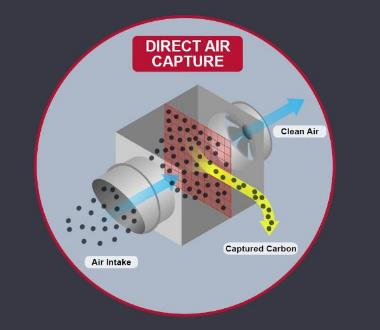 DIRECT AIR
CAPTURE
Clean Air
Captured Carbon
Air Intake